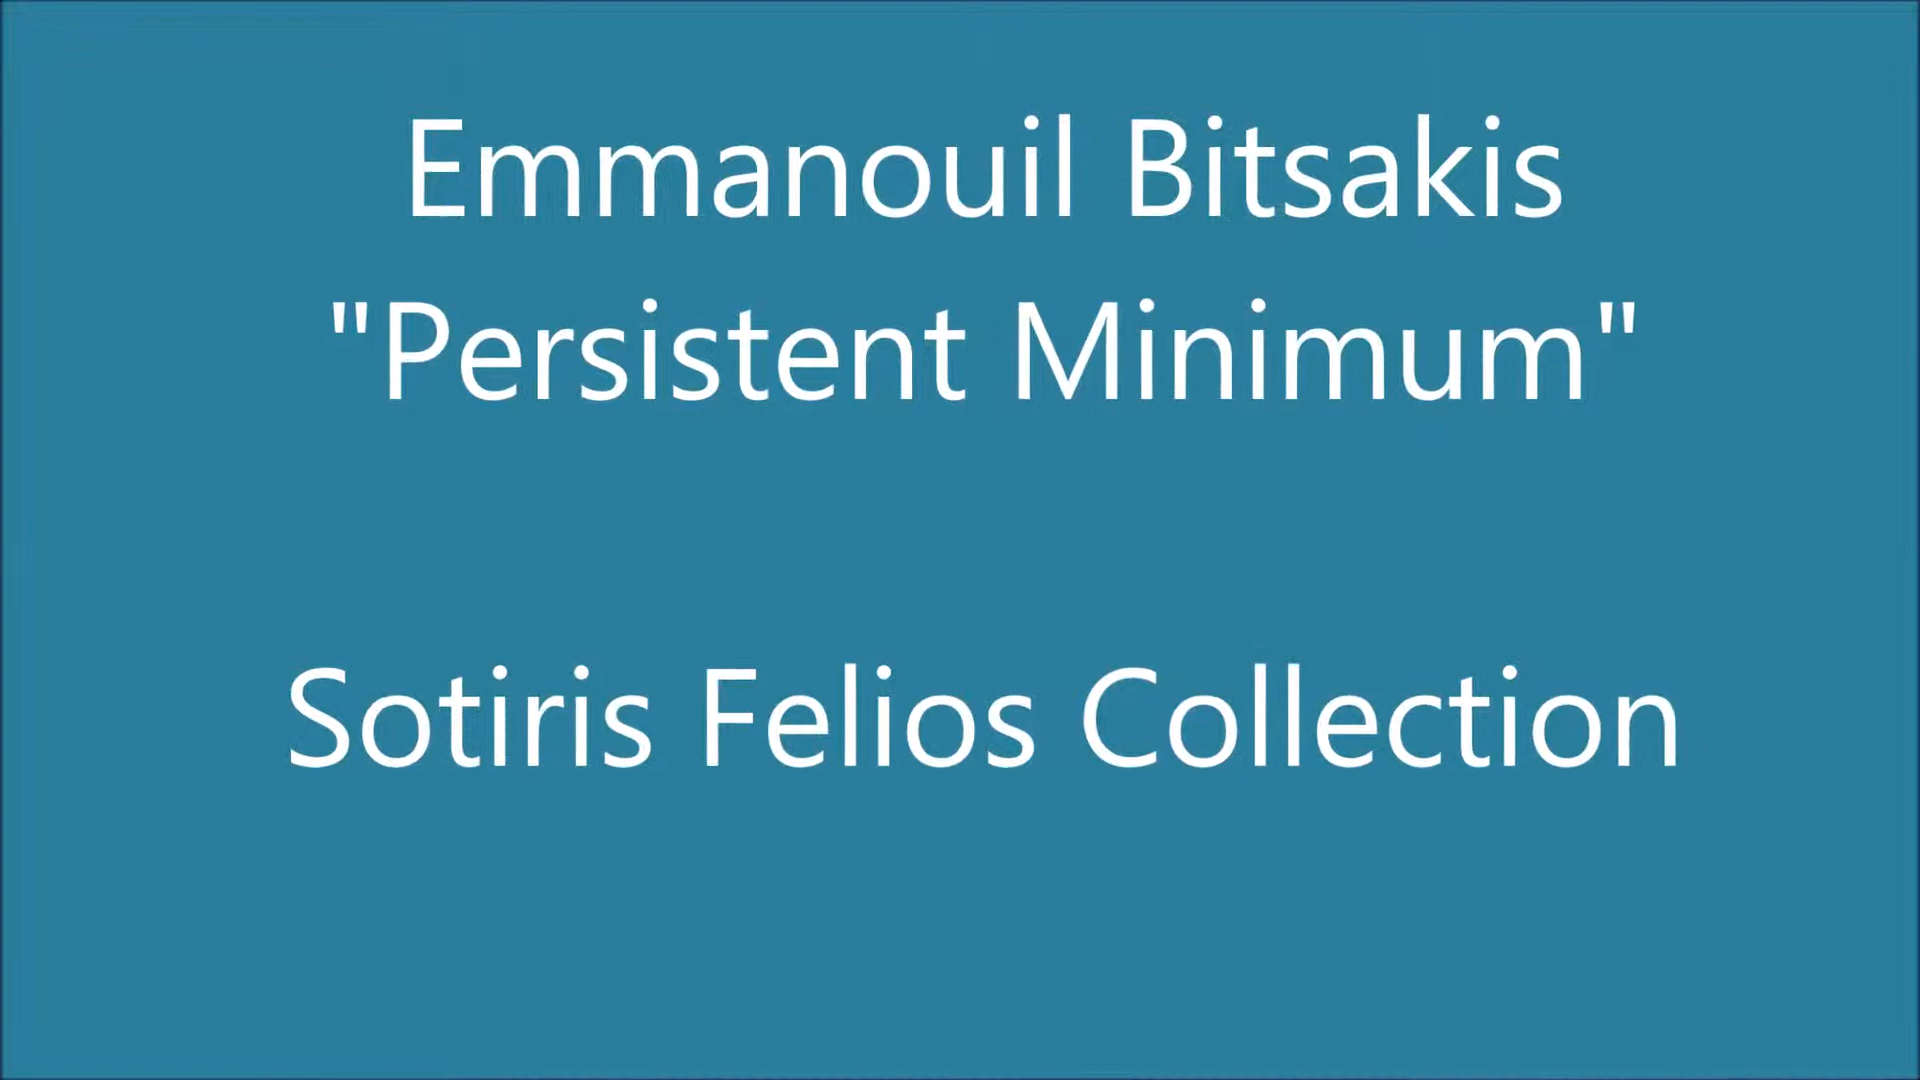 Emmanouil Bitsakis
"Persistent Minimum"
Sotiris Felios Collection